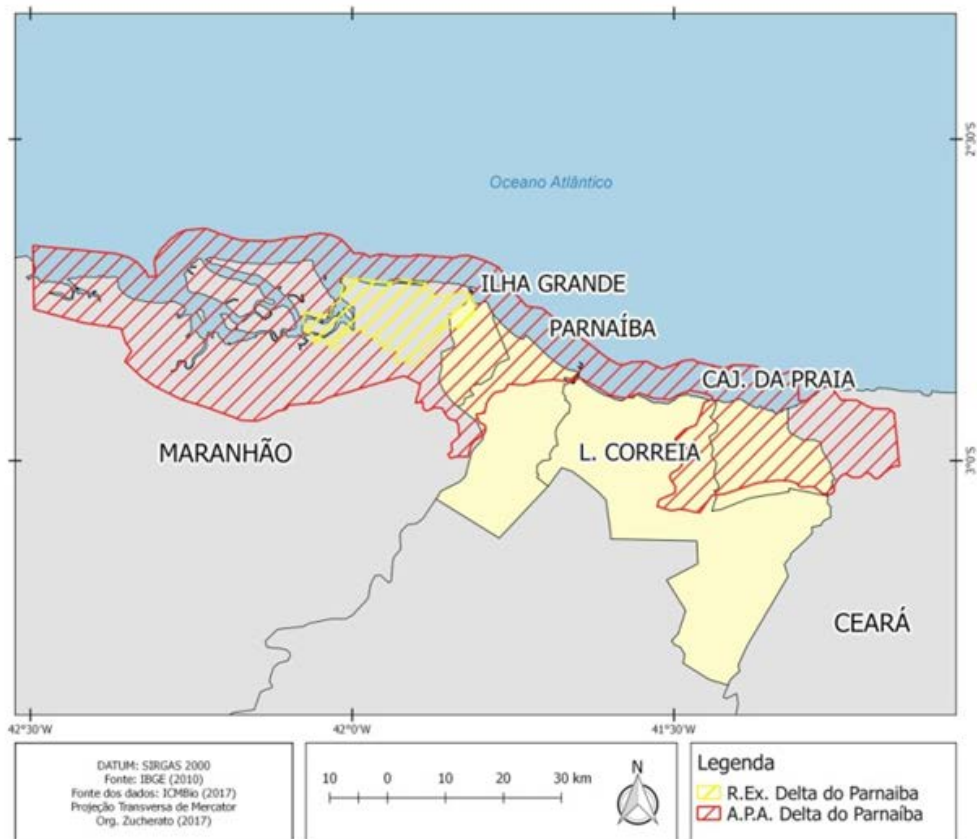 2°30'S
Oceano Atlântico
ILHA GRANDE
PARNAÍBA
CAJ. DA PRAIA
MARANHÃO
L. CORREIA
3°0'S
CEARÁ
42°30'W
42°0'W
41°30'W
DATUM: SIRGAS 2000
Fonte: IBGE (2010)
Fonte dos dados: ICMBio (2017)
Projeção Transversa de Mercator
Org. Zucherato (2017)
10 0 10 20 30 km
N
Legenda
R.Ex. Delta do Parnaiba
A.P.A. Delta do Parnaíba